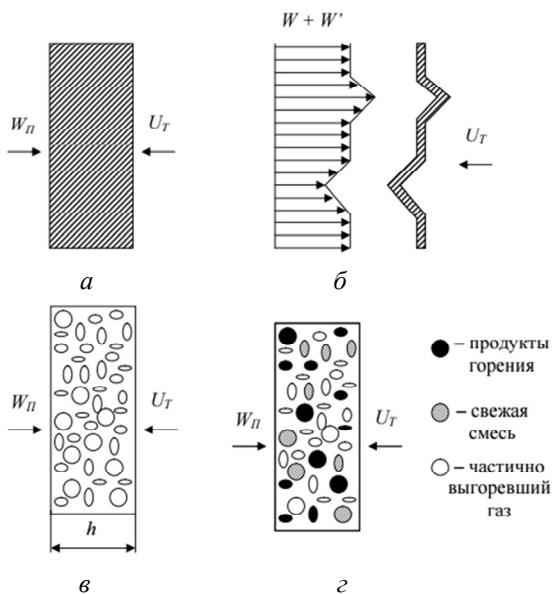 W + W’
W_П
U_T
U_T
а
б
W_П
U_T
h
W_П
U_T
– продукты
горения
– свежая
смесь
– частично
выгоревший
газ
в
г